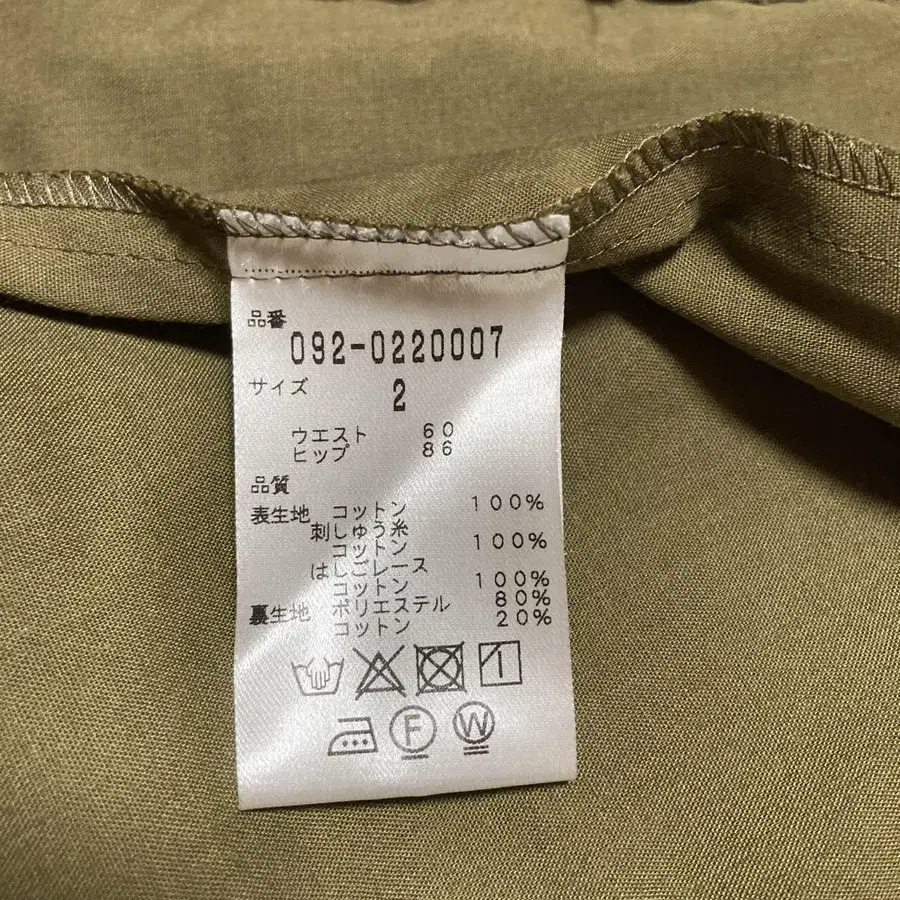 品番
092-0220007
サイズ 2
ウエスト 60
ヒップ 86
品質
表生地 コットン 100%
刺しゅう糸
コットン 100%
はしごレース
コットン 100%
裏生地 ポリエステル 80%
コットン 20%
F W